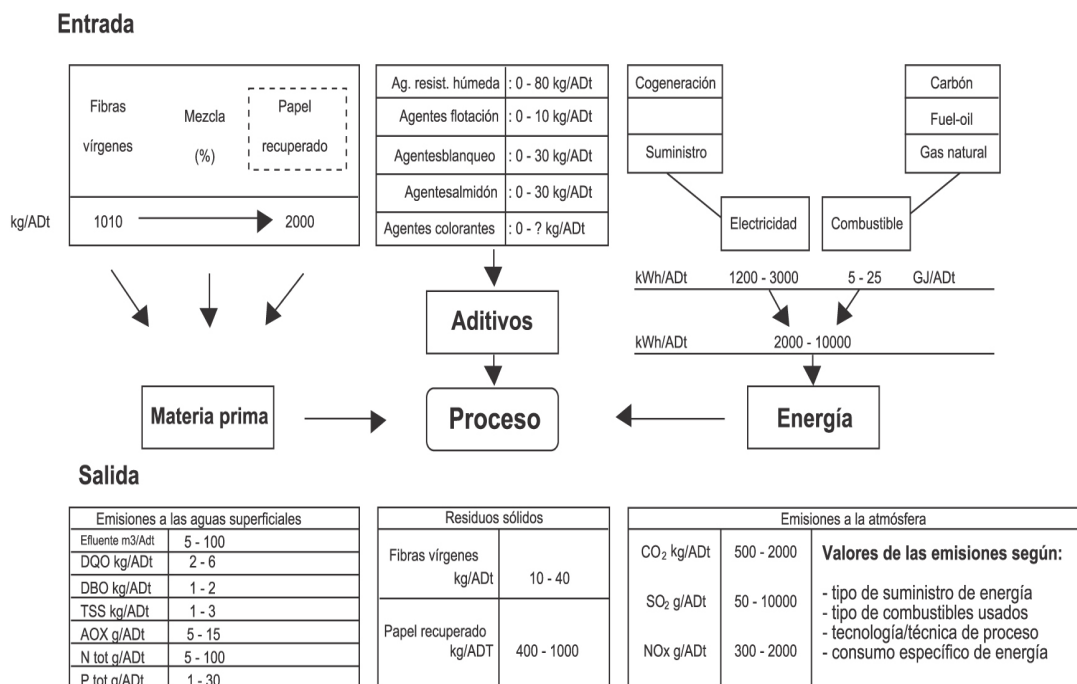 Entrada
Fibras
vírgenes
Mezcla
(%)
Papel
recuperado
kg/ADt
1010
2000
Ag. resist. húmeda : 0 - 80 kg/ADt
Agentes flotación : 0 - 10 kg/ADt
Agentesblanqueo : 0 - 30 kg/ADt
Agentesalmidón : 0 - 30 kg/ADt
Agentes colorantes : 0 - ? kg/ADt
Cogeneración
Suministro
Carbón
Fuel-oil
Gas natural
Electricidad
Combustible
kWh/ADt 1200 - 3000 5 - 25 GJ/ADt
kWh/ADt 2000 - 10000
Aditivos
Materia prima
Proceso
Energía
Salida
Emisiones a las aguas superficiales
Efluente m3/Adt 5 - 100
DQO kg/ADt 2 - 6
DBO kg/ADt 1 - 2
TSS kg/ADt 1 - 3
AOX g/ADt 5 - 15
N tot g/ADt 5 - 100
P tot g/ADt 1 - 30
Residuos sólidos
Fibras vírgenes
kg/ADt 10 - 40
Papel recuperado
kg/ADT 400 - 1000
Emisiones a la atmósfera
CO₂ kg/ADt 500 - 2000
SO₂ g/ADt 50 - 10000
NOx g/ADt 300 - 2000
Valores de las emisiones según:
- tipo de suministro de energía
- tipo de combustibles usados
- tecnología/técnica de proceso
- consumo específico de energía